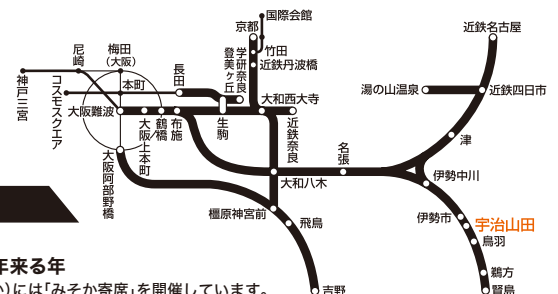 国際会館
京都
竹田
近鉄丹波橋
近鉄名古屋
尼崎
梅田
（大阪）
神戸三宮
コスモスクエア
本町
長田
学研奈良
登美ヶ丘
湯の山温泉
近鉄四日市
大阪難波
大和西大寺
大阪上本町
鶴橋
布施
生駒
近鉄奈良
津
大阪阿部野橋
名張
大和八木
伊勢中川
橿原神宮前
飛鳥
伊勢市
宇治山田
鳥羽
鵜方
賢島
吉野
年来る年
）には「みそか寄席」を開催しています。